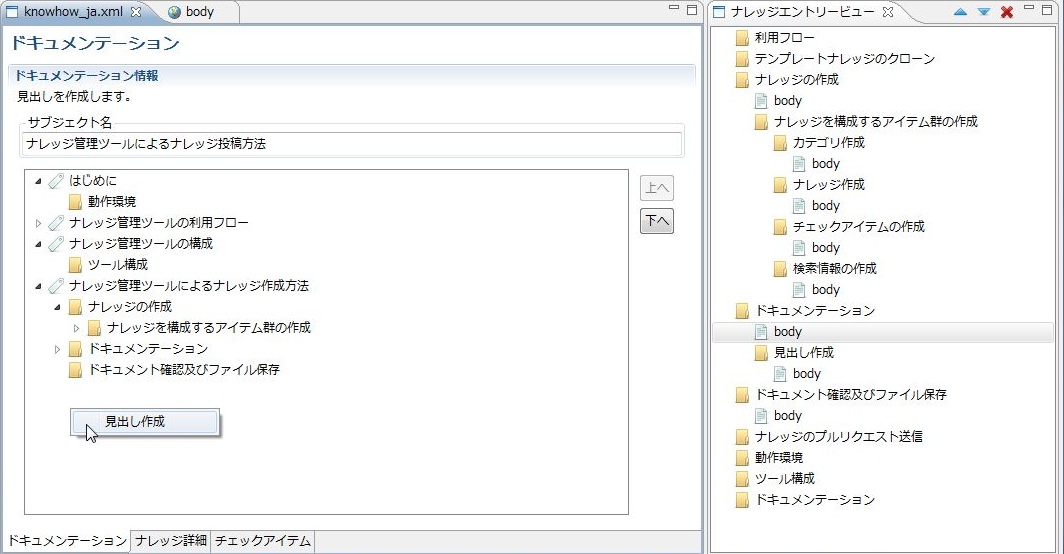 knowhow_ja.xml
body
ドキュメンテーション
ドキュメンテーション情報
見出しを作成します。
サブジェクト名
ナレッジ管理ツールによるナレッジ投稿方法
はじめに
動作環境
ナレッジ管理ツールの利用フロー
ナレッジ管理ツールの構成
ツール構成
ナレッジ管理ツールによるナレッジ作成方法
ナレッジの作成
ナレッジを構成するアイテム群の作成
ドキュメンテーション
ドキュメント確認及びファイル保存
見出し作成
上へ
下へ
ドキュメンテーション
ナレッジ詳細
チェックアイテム
ナレッジエントリービュー
利用フロー
テンプレートナレッジのクローン
ナレッジの作成
body
ナレッジを構成するアイテム群の作成
カテゴリ作成
body
ナレッジ作成
body
チェックアイテムの作成
body
検索情報の作成
body
ドキュメンテーション
body
見出し作成
body
ドキュメント確認及びファイル保存
body
ナレッジのプルリクエスト送信
動作環境
ツール構成
ドキュメンテーション